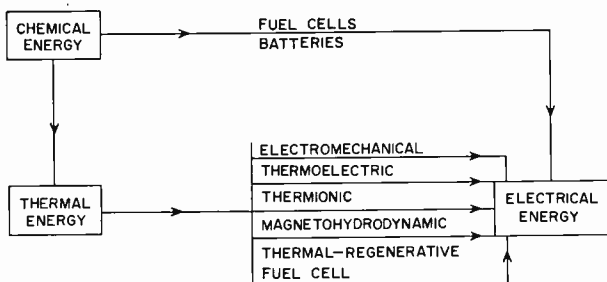 CHEMICAL
ENERGY
FUEL CELLS
BATTERIES
THERMAL
ENERGY
ELECTROMECHANICAL
THERMOELECTRIC
THERMIONIC
MAGNETOHYDRODYNAMIC
THERMAL—REGENERATIVE
FUEL CELL
ELECTRICAL
ENERGY